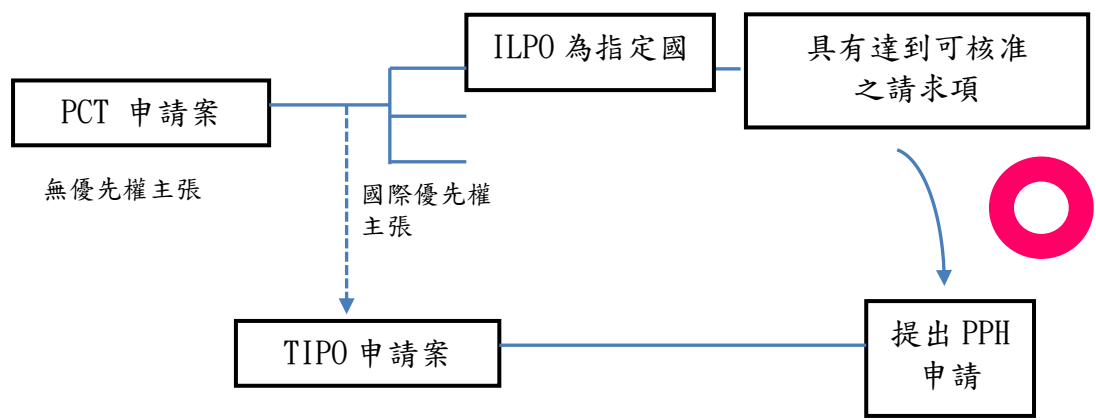 ILPO 為指定國
具有達到可核准
之請求項
PCT 申請案
無優先權主張
國際優先權
主張
TIPO 申請案
提出 PPH
申請